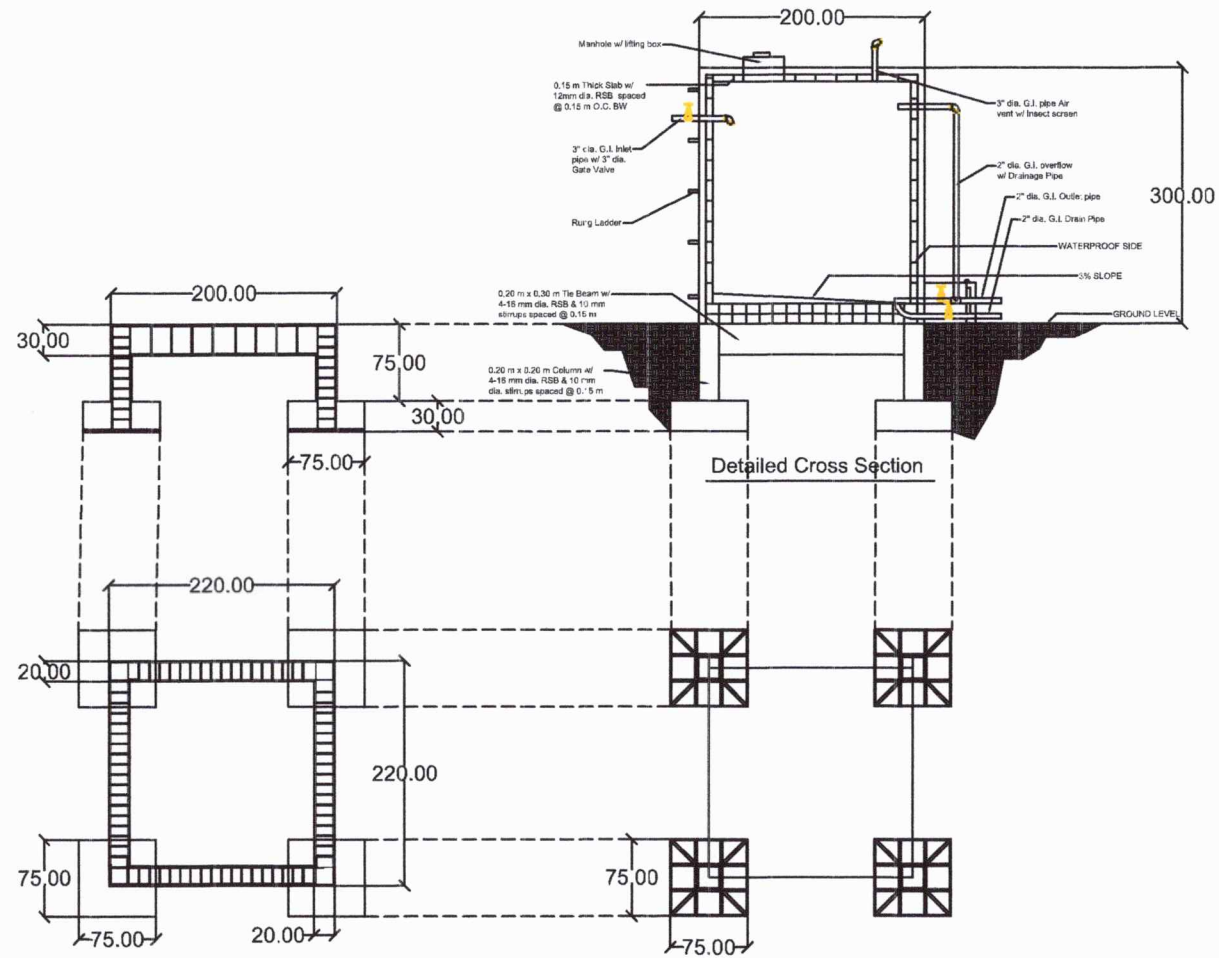 200.00
Manhole w/ lifting box
0.15 m Thick Slab w/
12mm dia. RSB spaced
@ 0.15 m O.C. BW
3" dia. G.I. Inlet
pipe w/ 3" dia.
Gate Valve
Rung Ladder
3" dia. G.I. pipe Air
vent w/ Insect screen
2" dia. G.I. overflow
w/ Drainage Pipe
300.00
2" dia. G.I. Outlet pipe
2" dia. G.I. Drain Pipe
WATERPROOF SIDE
3% SLOPE
GROUND LEVEL
0.20 m x 0.30 m Tie Beam w/
4-16 mm dia. RSB & 10 mm
stirrups spaced @ 0.15 m
0.20 m x 0.20 m Column w/
4-16 mm dia. RSB & 10 mm
dia. stirrups spaced @ 0.15 m
Detailed Cross Section
200.00
30.00
75.00
30.00
75.00
220.00
20.00
220.00
75.00
75.00
20.00
75.00
75.00